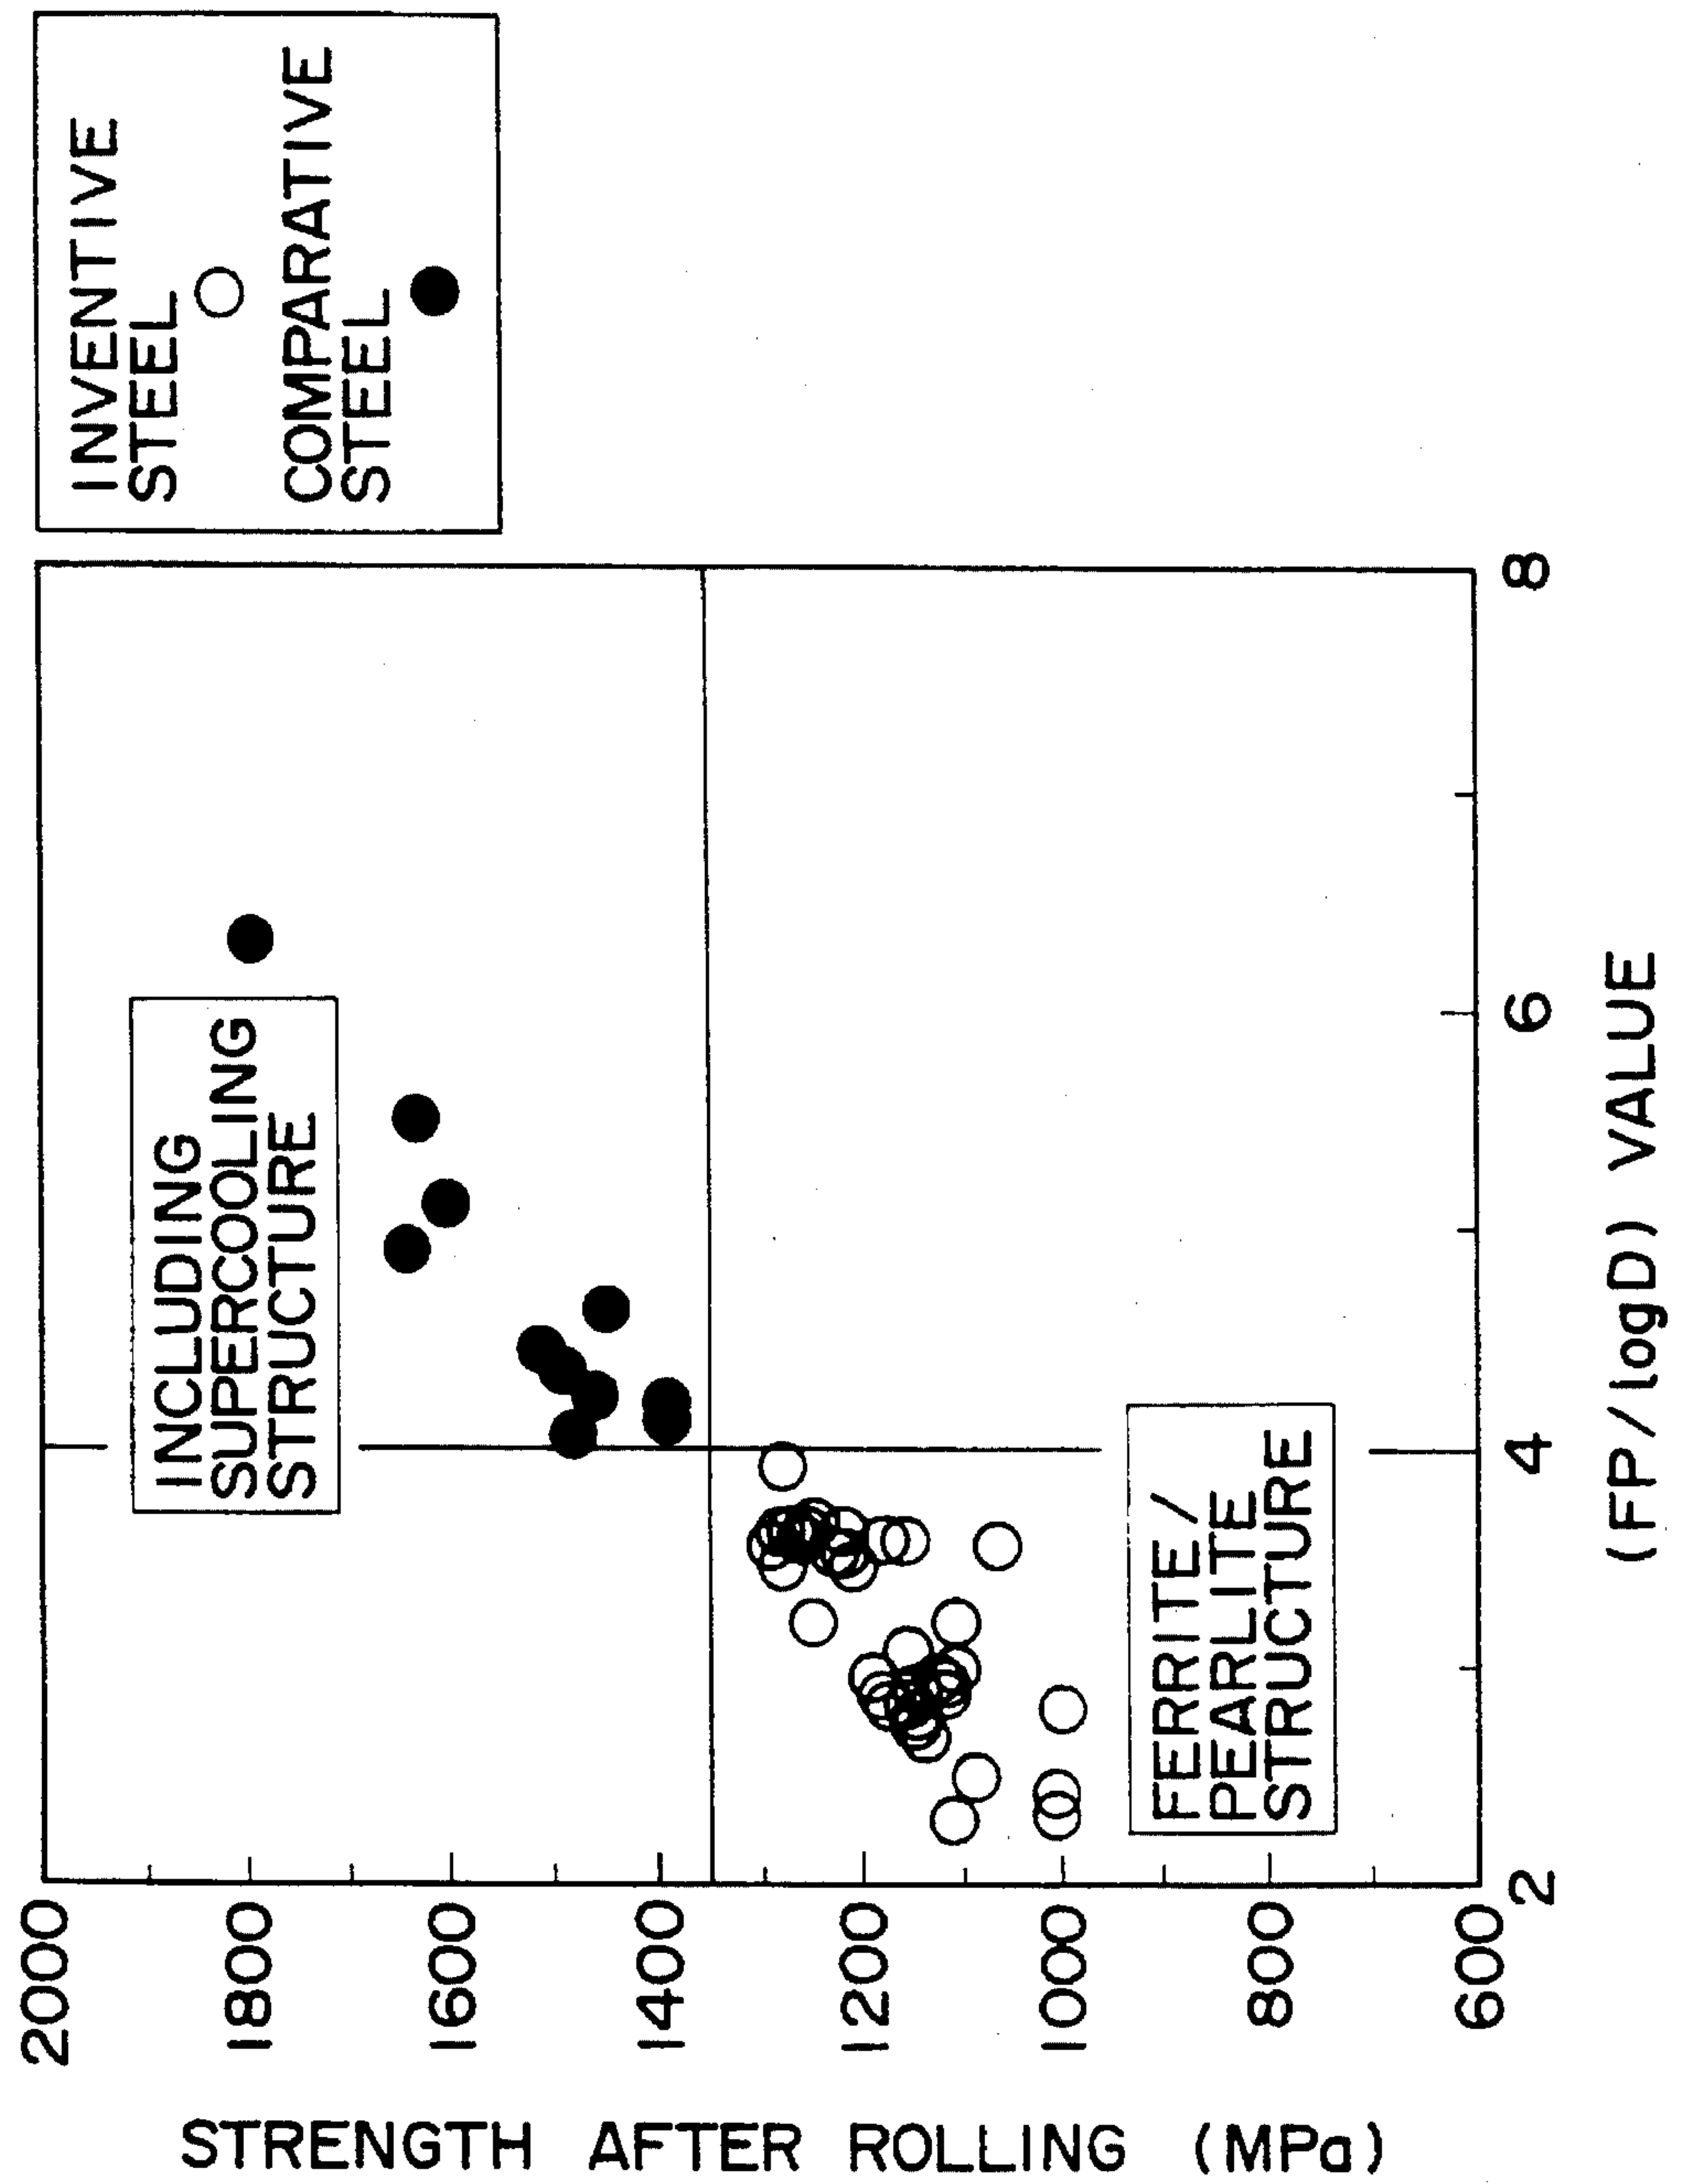 STRENGTH AFTER ROLLING (MPa)
2000
1800
1600
1400
1200
1000
800
600
INCLUDING
SUPERCOOLING
STRUCTURE
FERRITE/
PEARLITE
STRUCTURE
2
4
6
8
(FP/logD) VALUE
INVENTIVE
STEEL
COMPARATIVE
STEEL